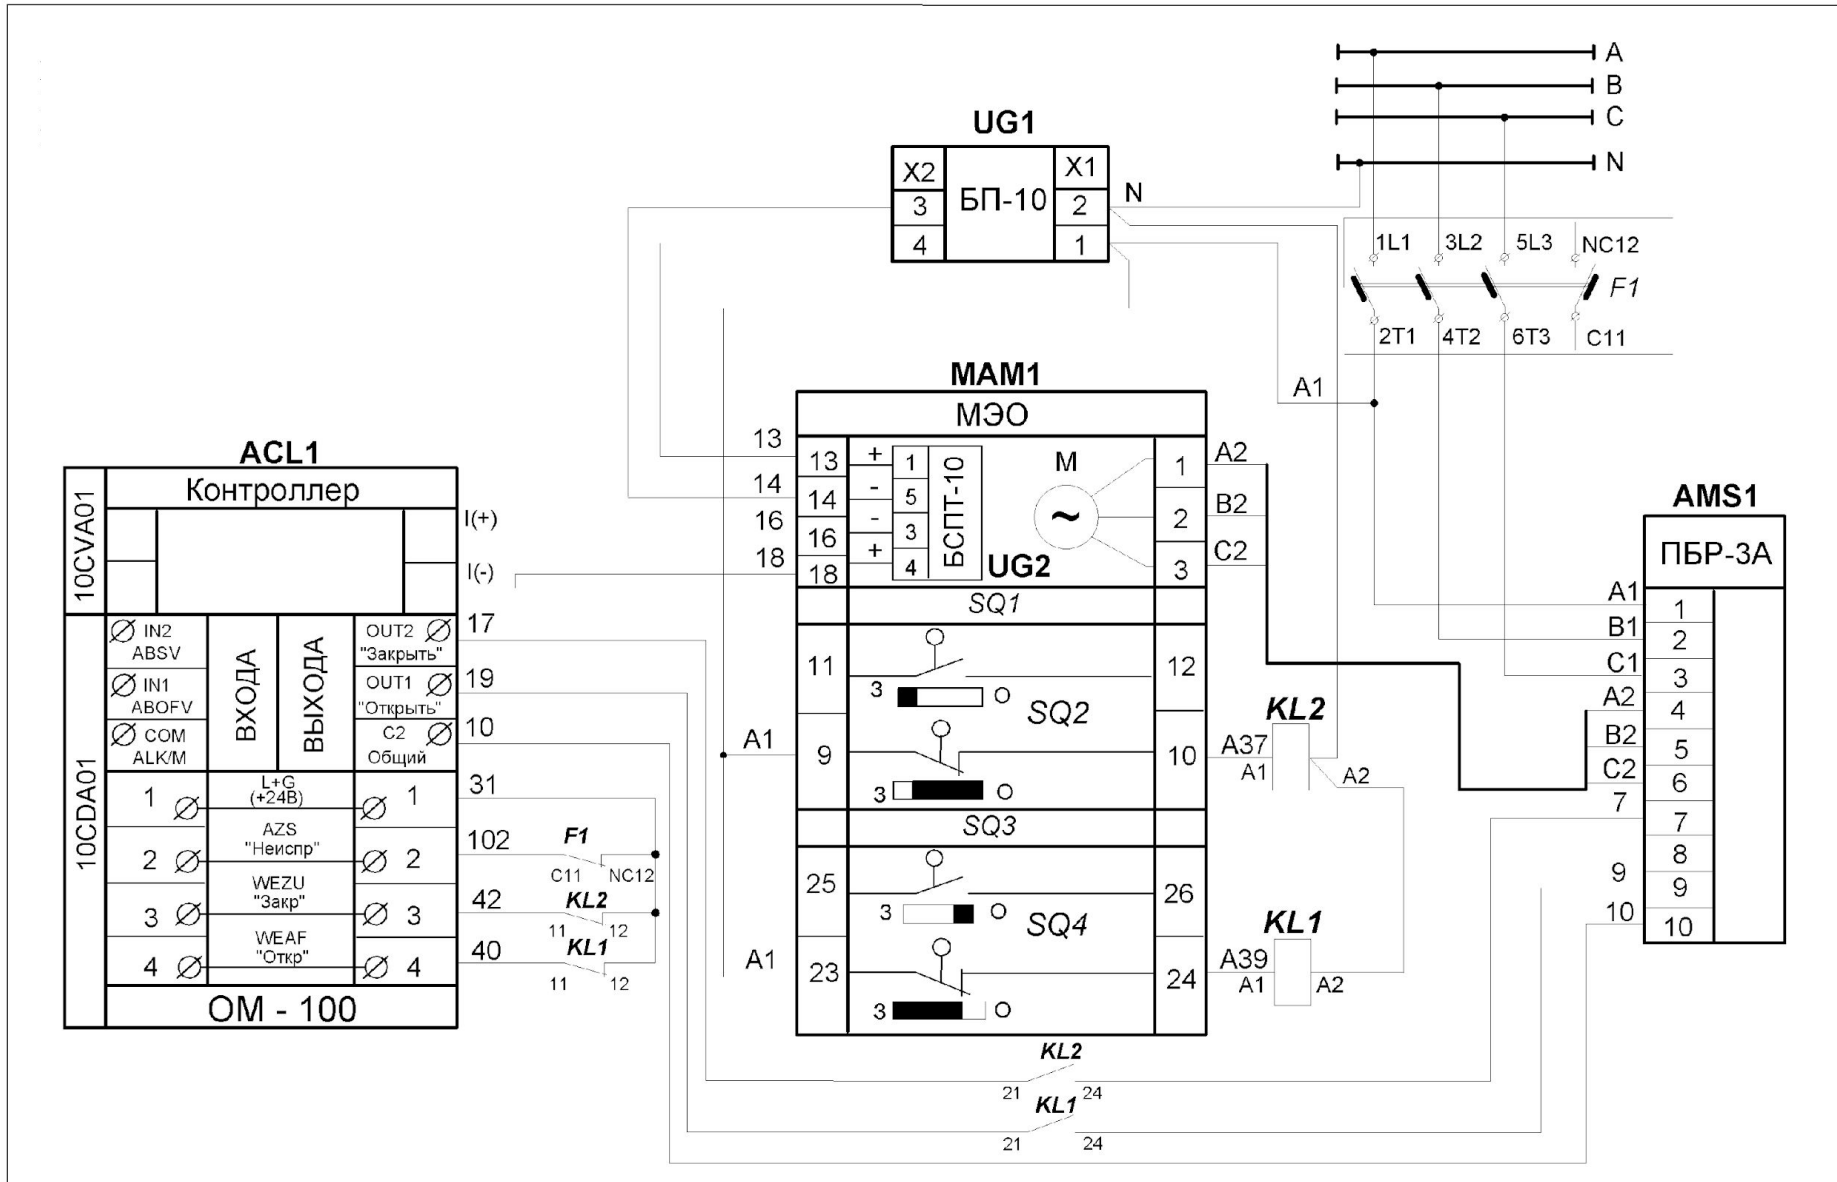 A
B
C
N
UG1
X2
БП-10
X1
3
2
N
4
1
1L1
3L2
5L3
NC12
F1
2T1
4T2
6T3
C11
A1
MAM1
МЭО
13
13
+
1
БСПТ-10
M
1
A2
14
14
-
5
~
2
B2
16
16
-
3
C2
18
18
+
4
UG2
3
SQ1
11
12
3
O
SQ2
A1
9
10
A37
KL2
A1
A2
3
O
SQ3
25
26
3
O
SQ4
A1
23
24
A39
KL1
A1
A2
3
O
ACL1
10CVA01
Контроллер
I(+)
I(-)
10CDA01
IN2
ABSV
ВХОДА
ВЫХОДА
OUT2
"Закрыть"
17
IN1
ABOFV
OUT1
"Открыть"
19
COM
ALK/M
C2
Общий
10
1
L+G
(+24В)
1
31
2
AZS
"Неиспр"
2
102
F1
C11
NC12
3
WEZU
"Закр"
3
42
KL2
11
12
4
WEAF
"Откр"
4
40
KL1
11
12
ОМ - 100
AMS1
ПБР-3А
A1
1
B1
2
C1
3
A2
4
B2
5
C2
6
7
7
8
9
9
10
10
KL2
21
24
KL1
21
24